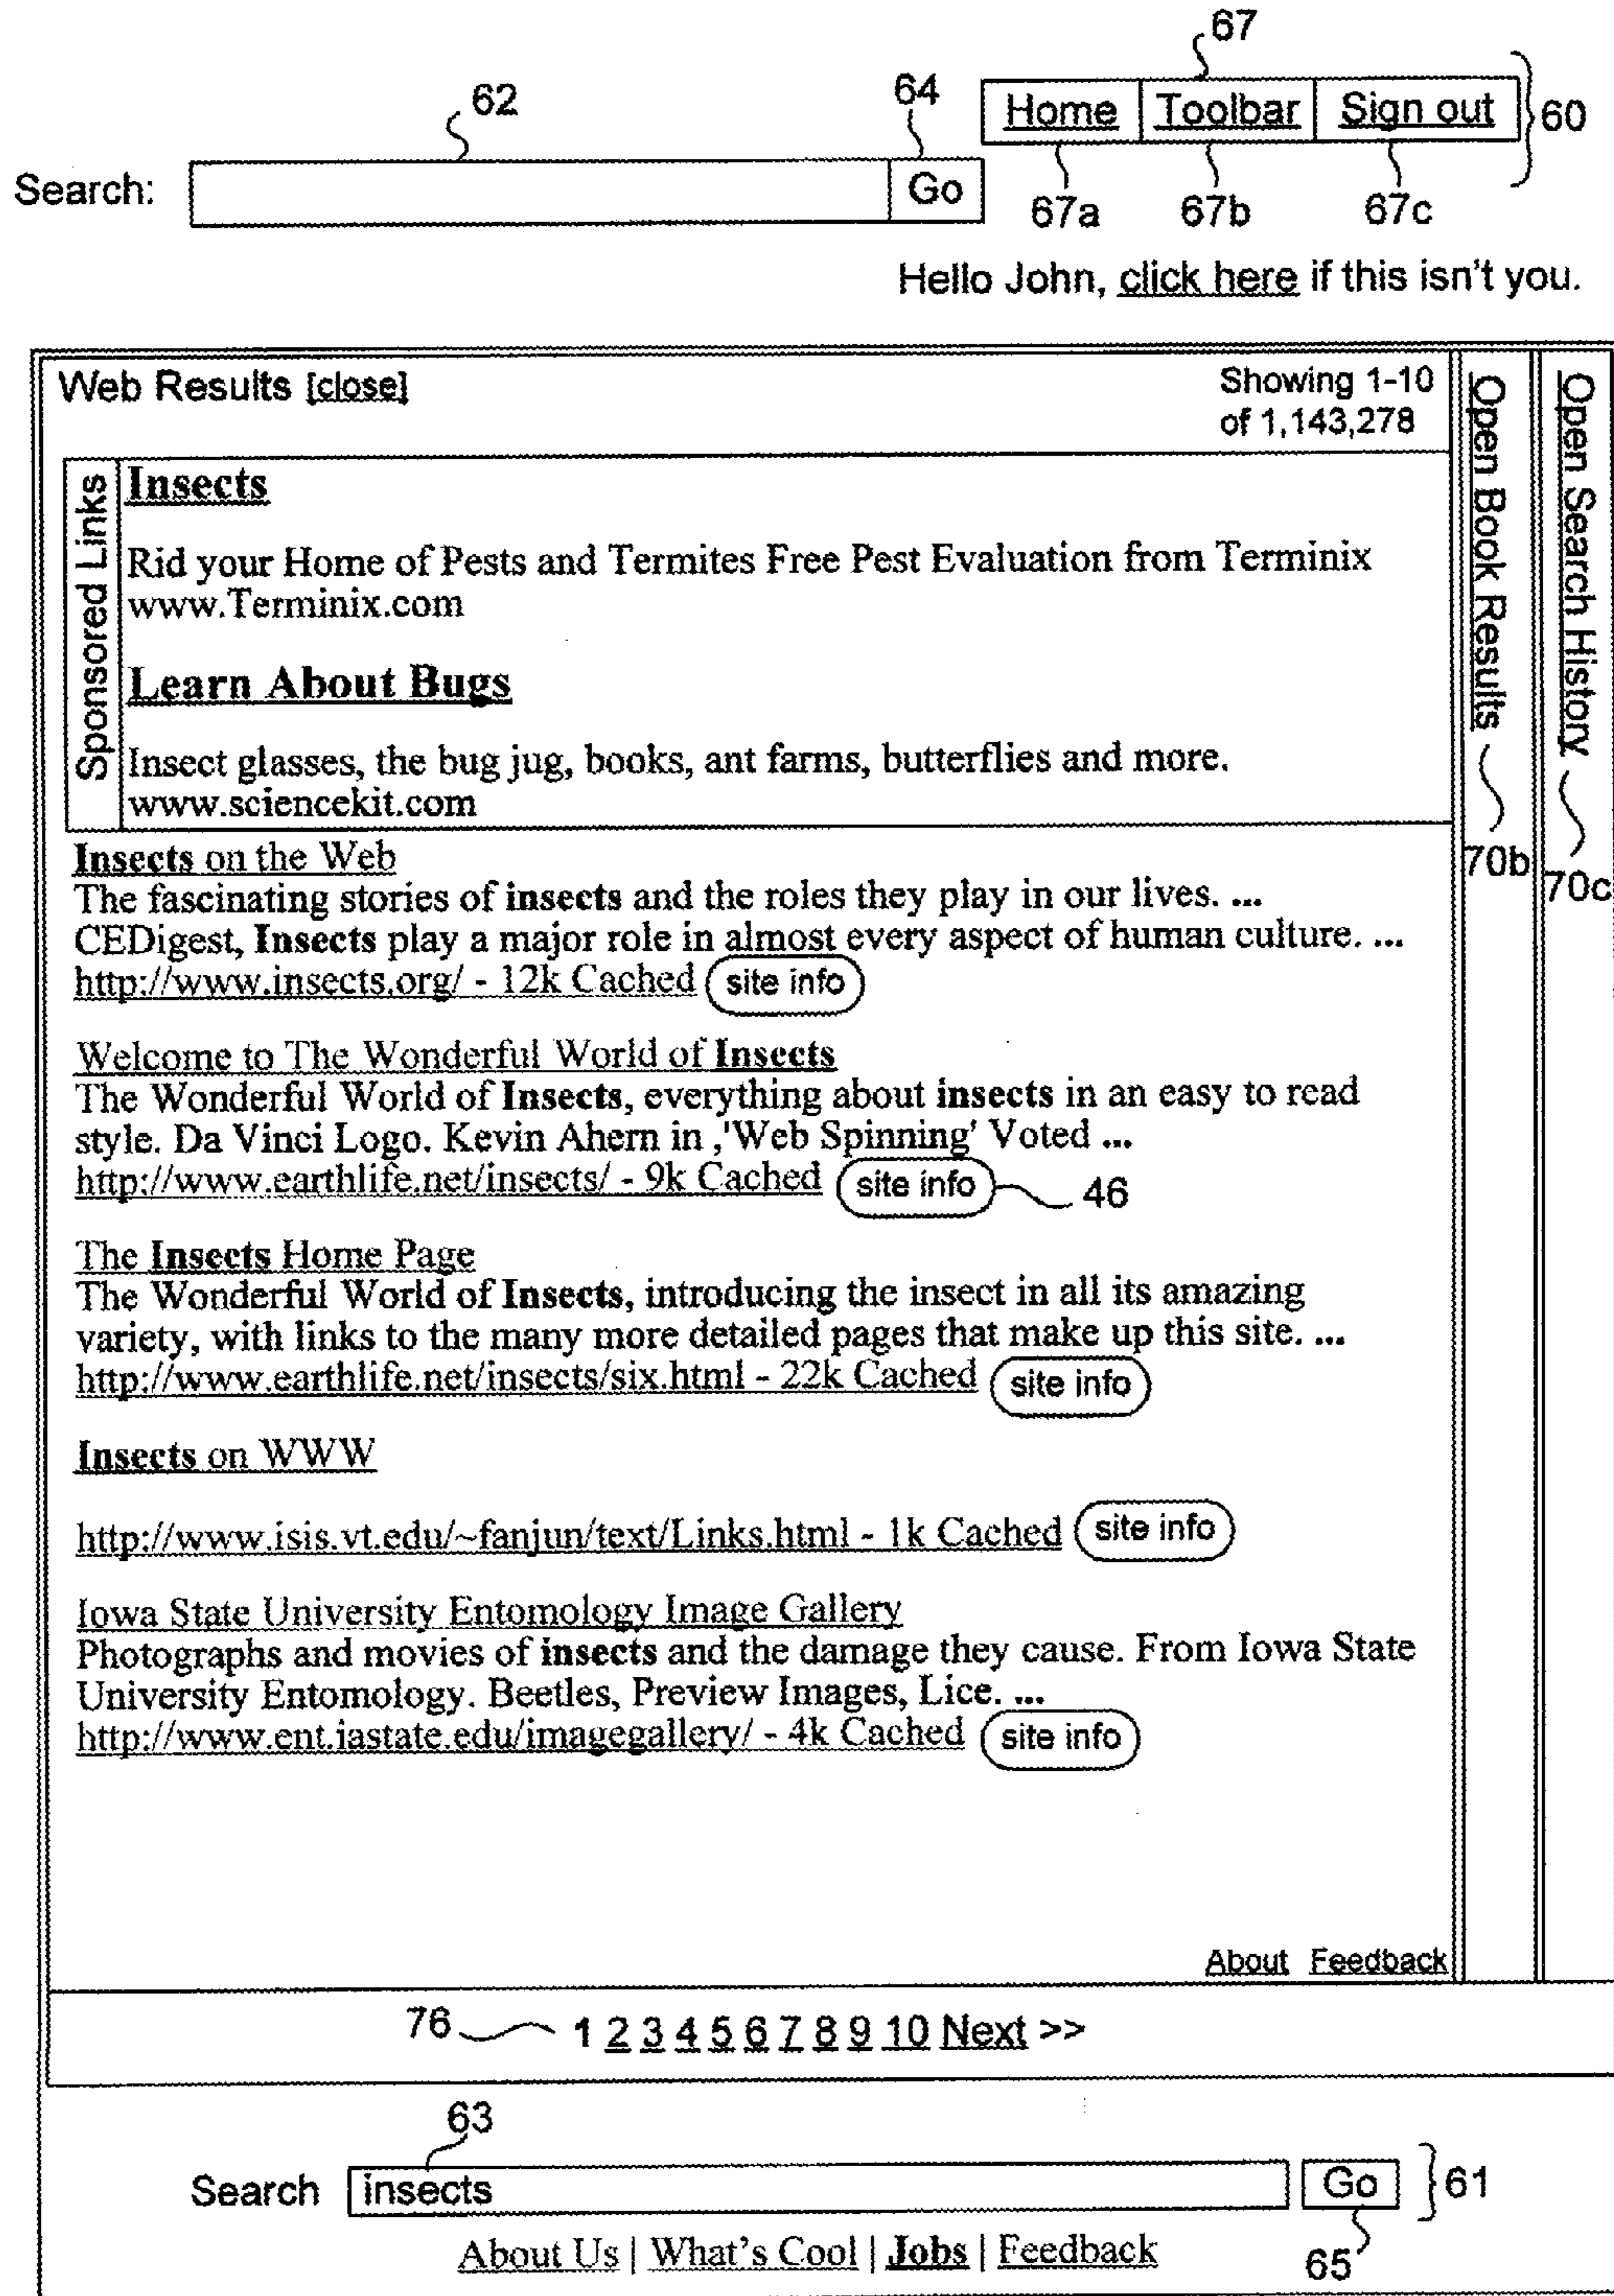 67
62
64
Home Toolbar Sign out
60
Search:
Go
67a 67b 67c
Hello John, click here if this isn't you.
Web Results [close]
Showing 1-10
of 1,143,278
Sponsored Links
Insects
Rid your Home of Pests and Termites Free Pest Evaluation from Terminix
www.Terminix.com
Learn About Bugs
Insect glasses, the bug jug, books, ant farms, butterflies and more.
www.sciencekit.com
Open Book Results
70b
Open Search History
70c
Insects on the Web
The fascinating stories of insects and the roles they play in our lives. ...
CEDigest, Insects play a major role in almost every aspect of human culture. ...
http://www.insects.org/ - 12k Cached site info
Welcome to The Wonderful World of Insects
The Wonderful World of Insects, everything about insects in an easy to read
style. Da Vinci Logo. Kevin Ahern in ,'Web Spinning' Voted ...
http://www.earthlife.net/insects/ - 9k Cached site info 46
The Insects Home Page
The Wonderful World of Insects, introducing the insect in all its amazing
variety, with links to the many more detailed pages that make up this site. ...
http://www.earthlife.net/insects/six.html - 22k Cached site info
Insects on WWW
http://www.isis.vt.edu/~fanjun/text/Links.html - 1k Cached site info
Iowa State University Entomology Image Gallery
Photographs and movies of insects and the damage they cause. From Iowa State
University Entomology. Beetles, Preview Images, Lice. ...
http://www.ent.iastate.edu/imagegallery/ - 4k Cached site info
About Feedback
76 1 2 3 4 5 6 7 8 9 10 Next >>
63
Search insects Go 61
About Us | What's Cool | Jobs | Feedback
65